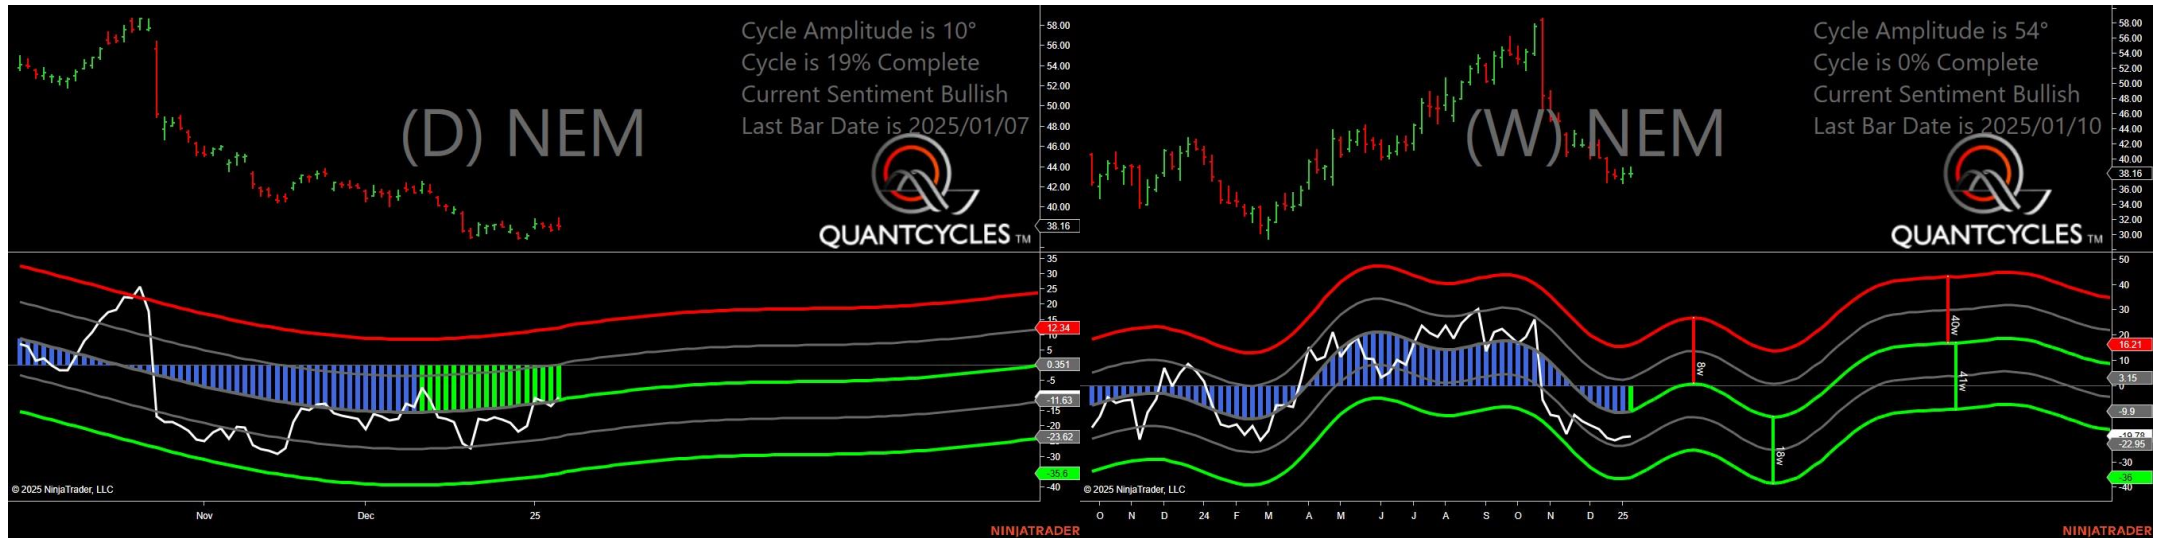 Cycle Amplitude is 10°
Cycle is 19% Complete
Current Sentiment Bullish
Last Bar Date is 2025/01/07
(D) NEM
QUANTCYCLES TM
58.00
56.00
54.00
52.00
50.00
48.00
46.00
44.00
42.00
40.00
38.16
35
30
25
20
15
12.34
10
5
0.351
-5
-11.63
-15
-20
-23.62
-30
-35.6
-40
© 2025 NinjaTrader, LLC
Nov
Dec
25
NINJATRADER
Cycle Amplitude is 54°
Cycle is 0% Complete
Current Sentiment Bullish
Last Bar Date is 2025/01/10
(W) NEM
QUANTCYCLES TM
58.00
56.00
54.00
52.00
50.00
48.00
46.00
44.00
42.00
40.00
38.16
36.00
34.00
32.00
30.00
50
40
30
20
16.21
10
3.15
0
-9.9
-19.78
-22.95
-30
-36
-40
8w
18w
40w
41w
© 2025 NinjaTrader, LLC
O N D 24 F M A M J J A S O N D 25
NINJATRADER